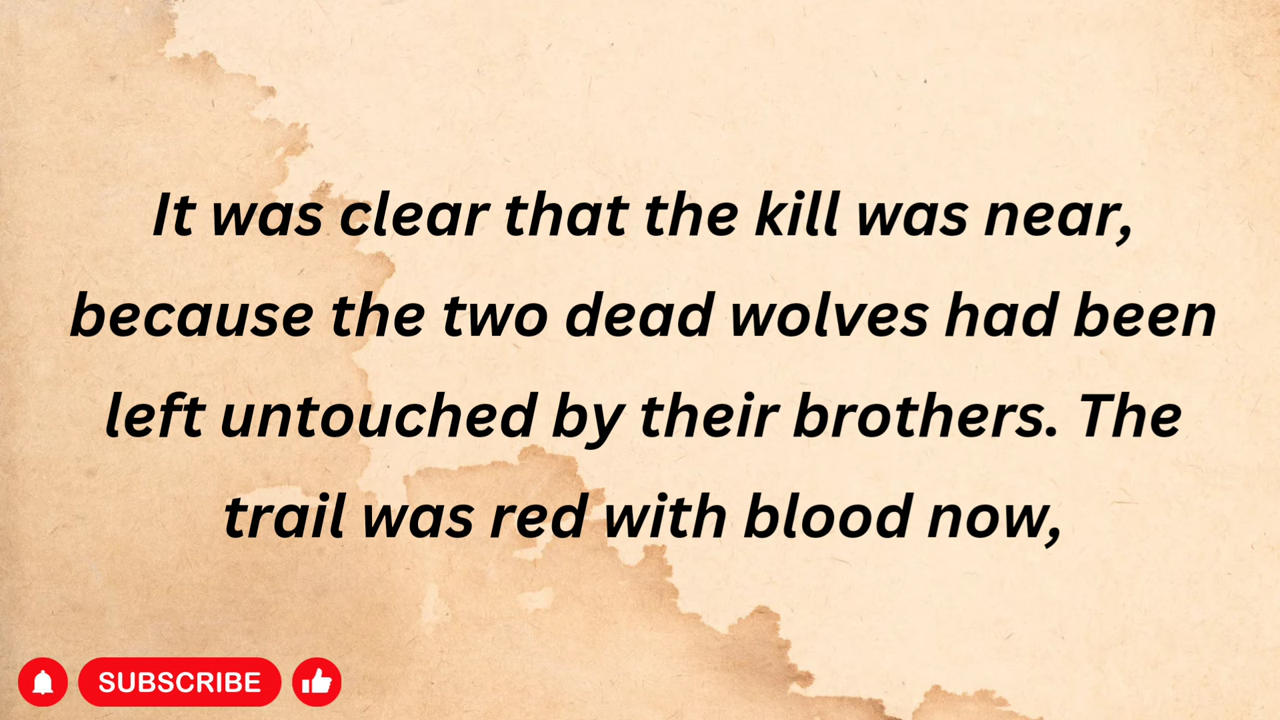 It was clear that the kill was near,
because the two dead wolves had been
left untouched by their brothers. The
trail was red with blood now,
SUBSCRIBE